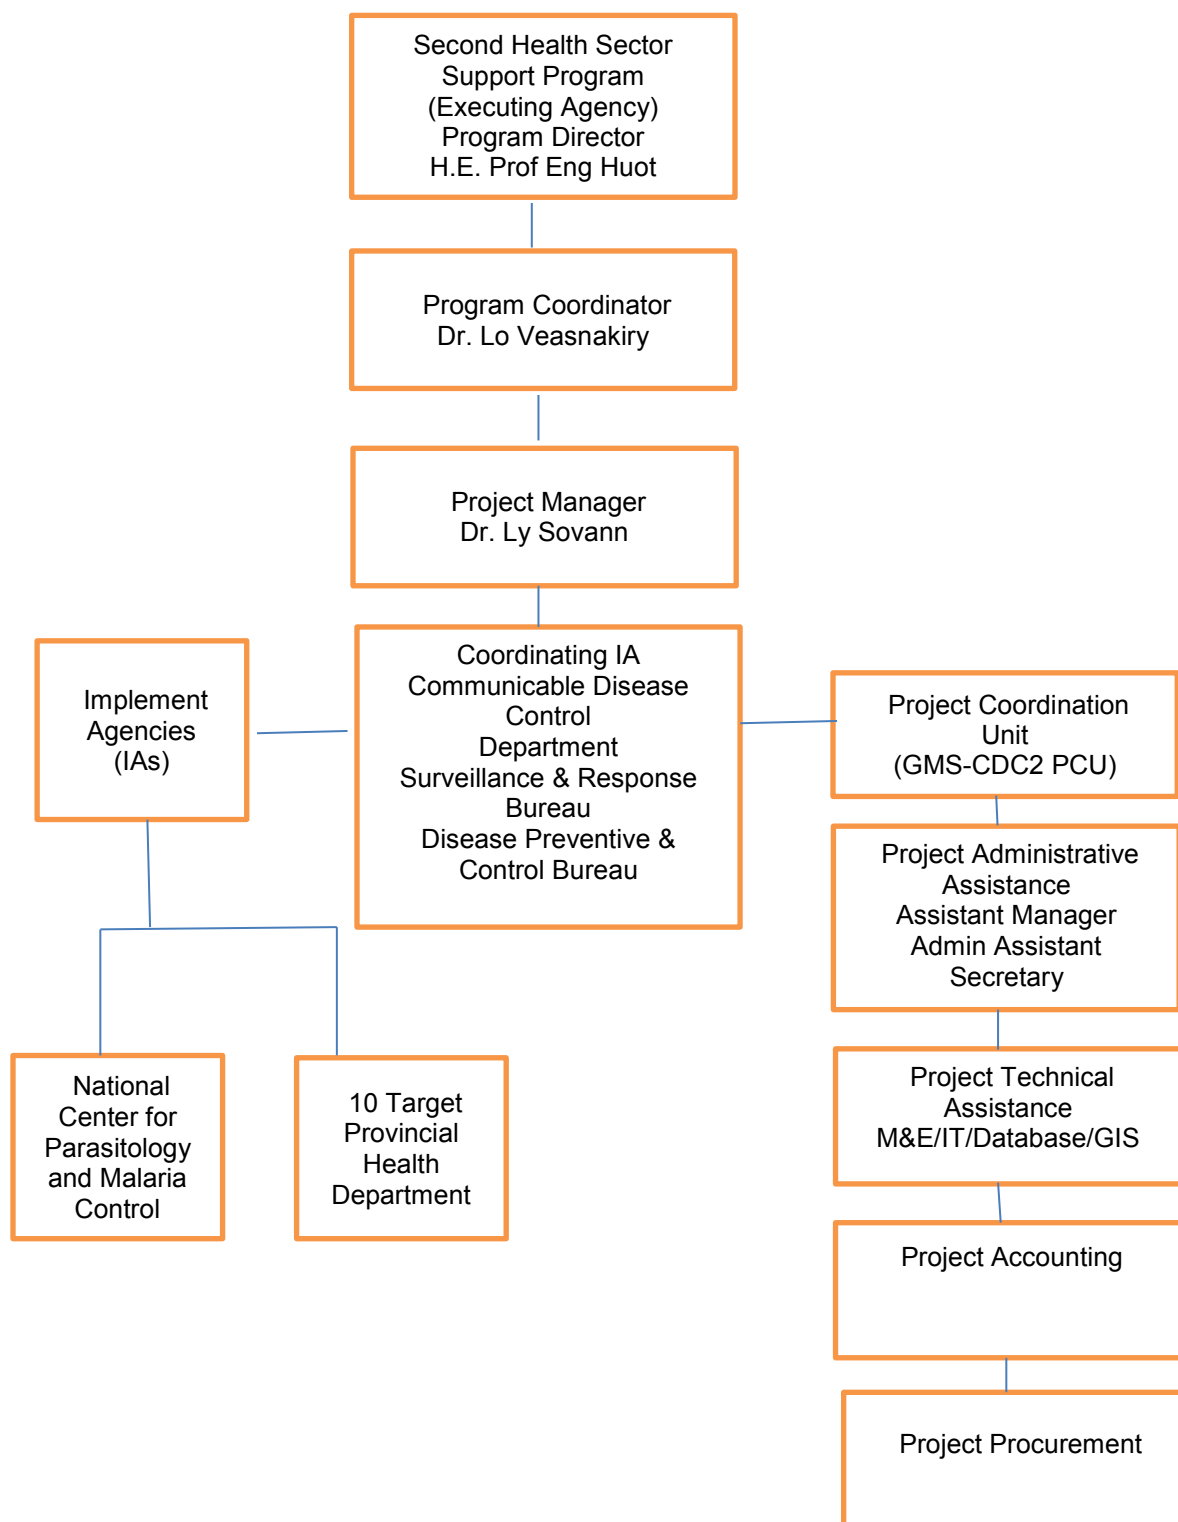 Second Health Sector
Support Program
(Executing Agency)
Program Director
H.E. Prof Eng Huot
Program Coordinator
Dr. Lo Veasnakiry
Project Manager
Dr. Ly Sovann
Implement
Agencies
(IAs)
Coordinating IA
Communicable Disease
Control
Department
Surveillance & Response
Bureau
Disease Preventive &
Control Bureau
Project Coordination
Unit
(GMS-CDC2 PCU)
Project Administrative
Assistance
Assistant Manager
Admin Assistant
Secretary
National
Center for
Parasitology
and Malaria
Control
10 Target
Provincial
Health
Department
Project Technical
Assistance
M&E/IT/Database/GIS
Project Accounting
Project Procurement